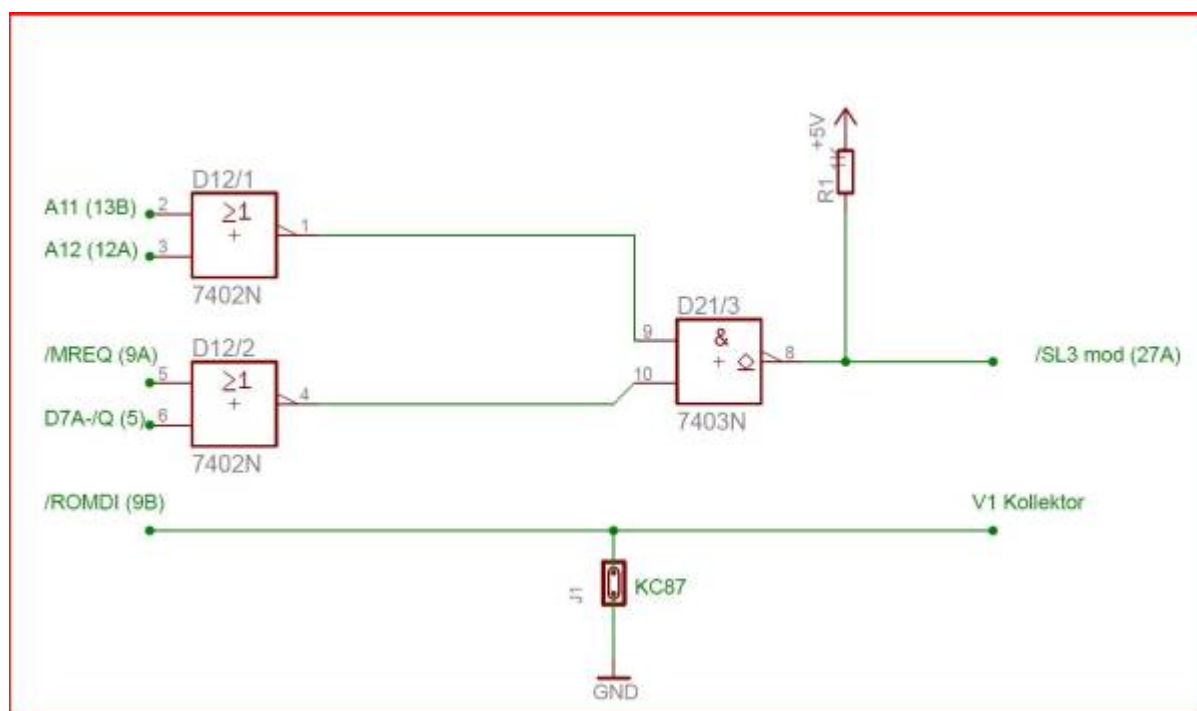 +5V
R1
1K
D12/1
A11 (13B)
2
≥1
+
1
A12 (12A)
3
7402N
D21/3
9
&
+
8
/SL3 mod (27A)
10
7403N
D12/2
/MREQ (9A)
5
≥1
+
4
D7A-/Q (5)
6
7402N
/ROMDI (9B)
V1 Kollektor
J1
KC87
GND